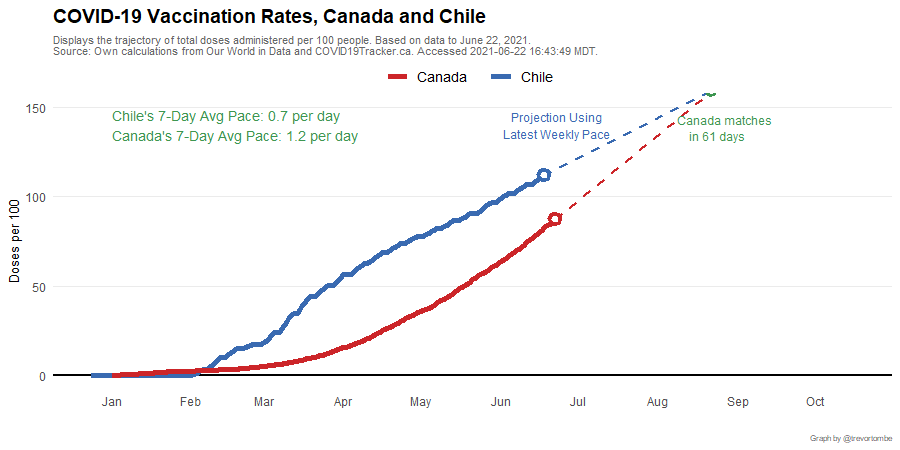 COVID-19 Vaccination Rates, Canada and Chile
Displays the trajectory of total doses administered per 100 people. Based on data to June 22, 2021.
Source: Own calculations from Our World in Data and COVID19Tracker.ca. Accessed 2021-06-22 16:43:49 MDT.
Canada Chile
Chile's 7-Day Avg Pace: 0.7 per day
Canada's 7-Day Avg Pace: 1.2 per day
Projection Using
Latest Weekly Pace
Canada matches
in 61 days
Doses per 100
150
100
50
0
Jan Feb Mar Apr May Jun Jul Aug Sep Oct
Graph by @trevortombe